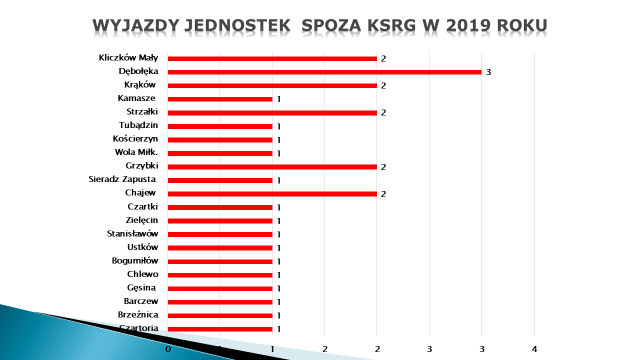 WYJAZDY JEDNOSTEK SPOZA KSRG W 2019 ROKU
Kliczków Mały 2
Dębołęka 3
Krąków 2
Kamasze 1
Strzałki 2
Tubądzin 1
Kościerzyn 1
Wola Miłk. 1
Grzybki 2
Sieradz Zapusta 1
Chajew 2
Czartki 1
Zielęcin 1
Stanisławów 1
Ustków 1
Bogumiłów 1
Chlewo 1
Gęsina 1
Barczew 1
Brzeźnica 1
Czartoria 1
0 1 1 2 2 3 3 4